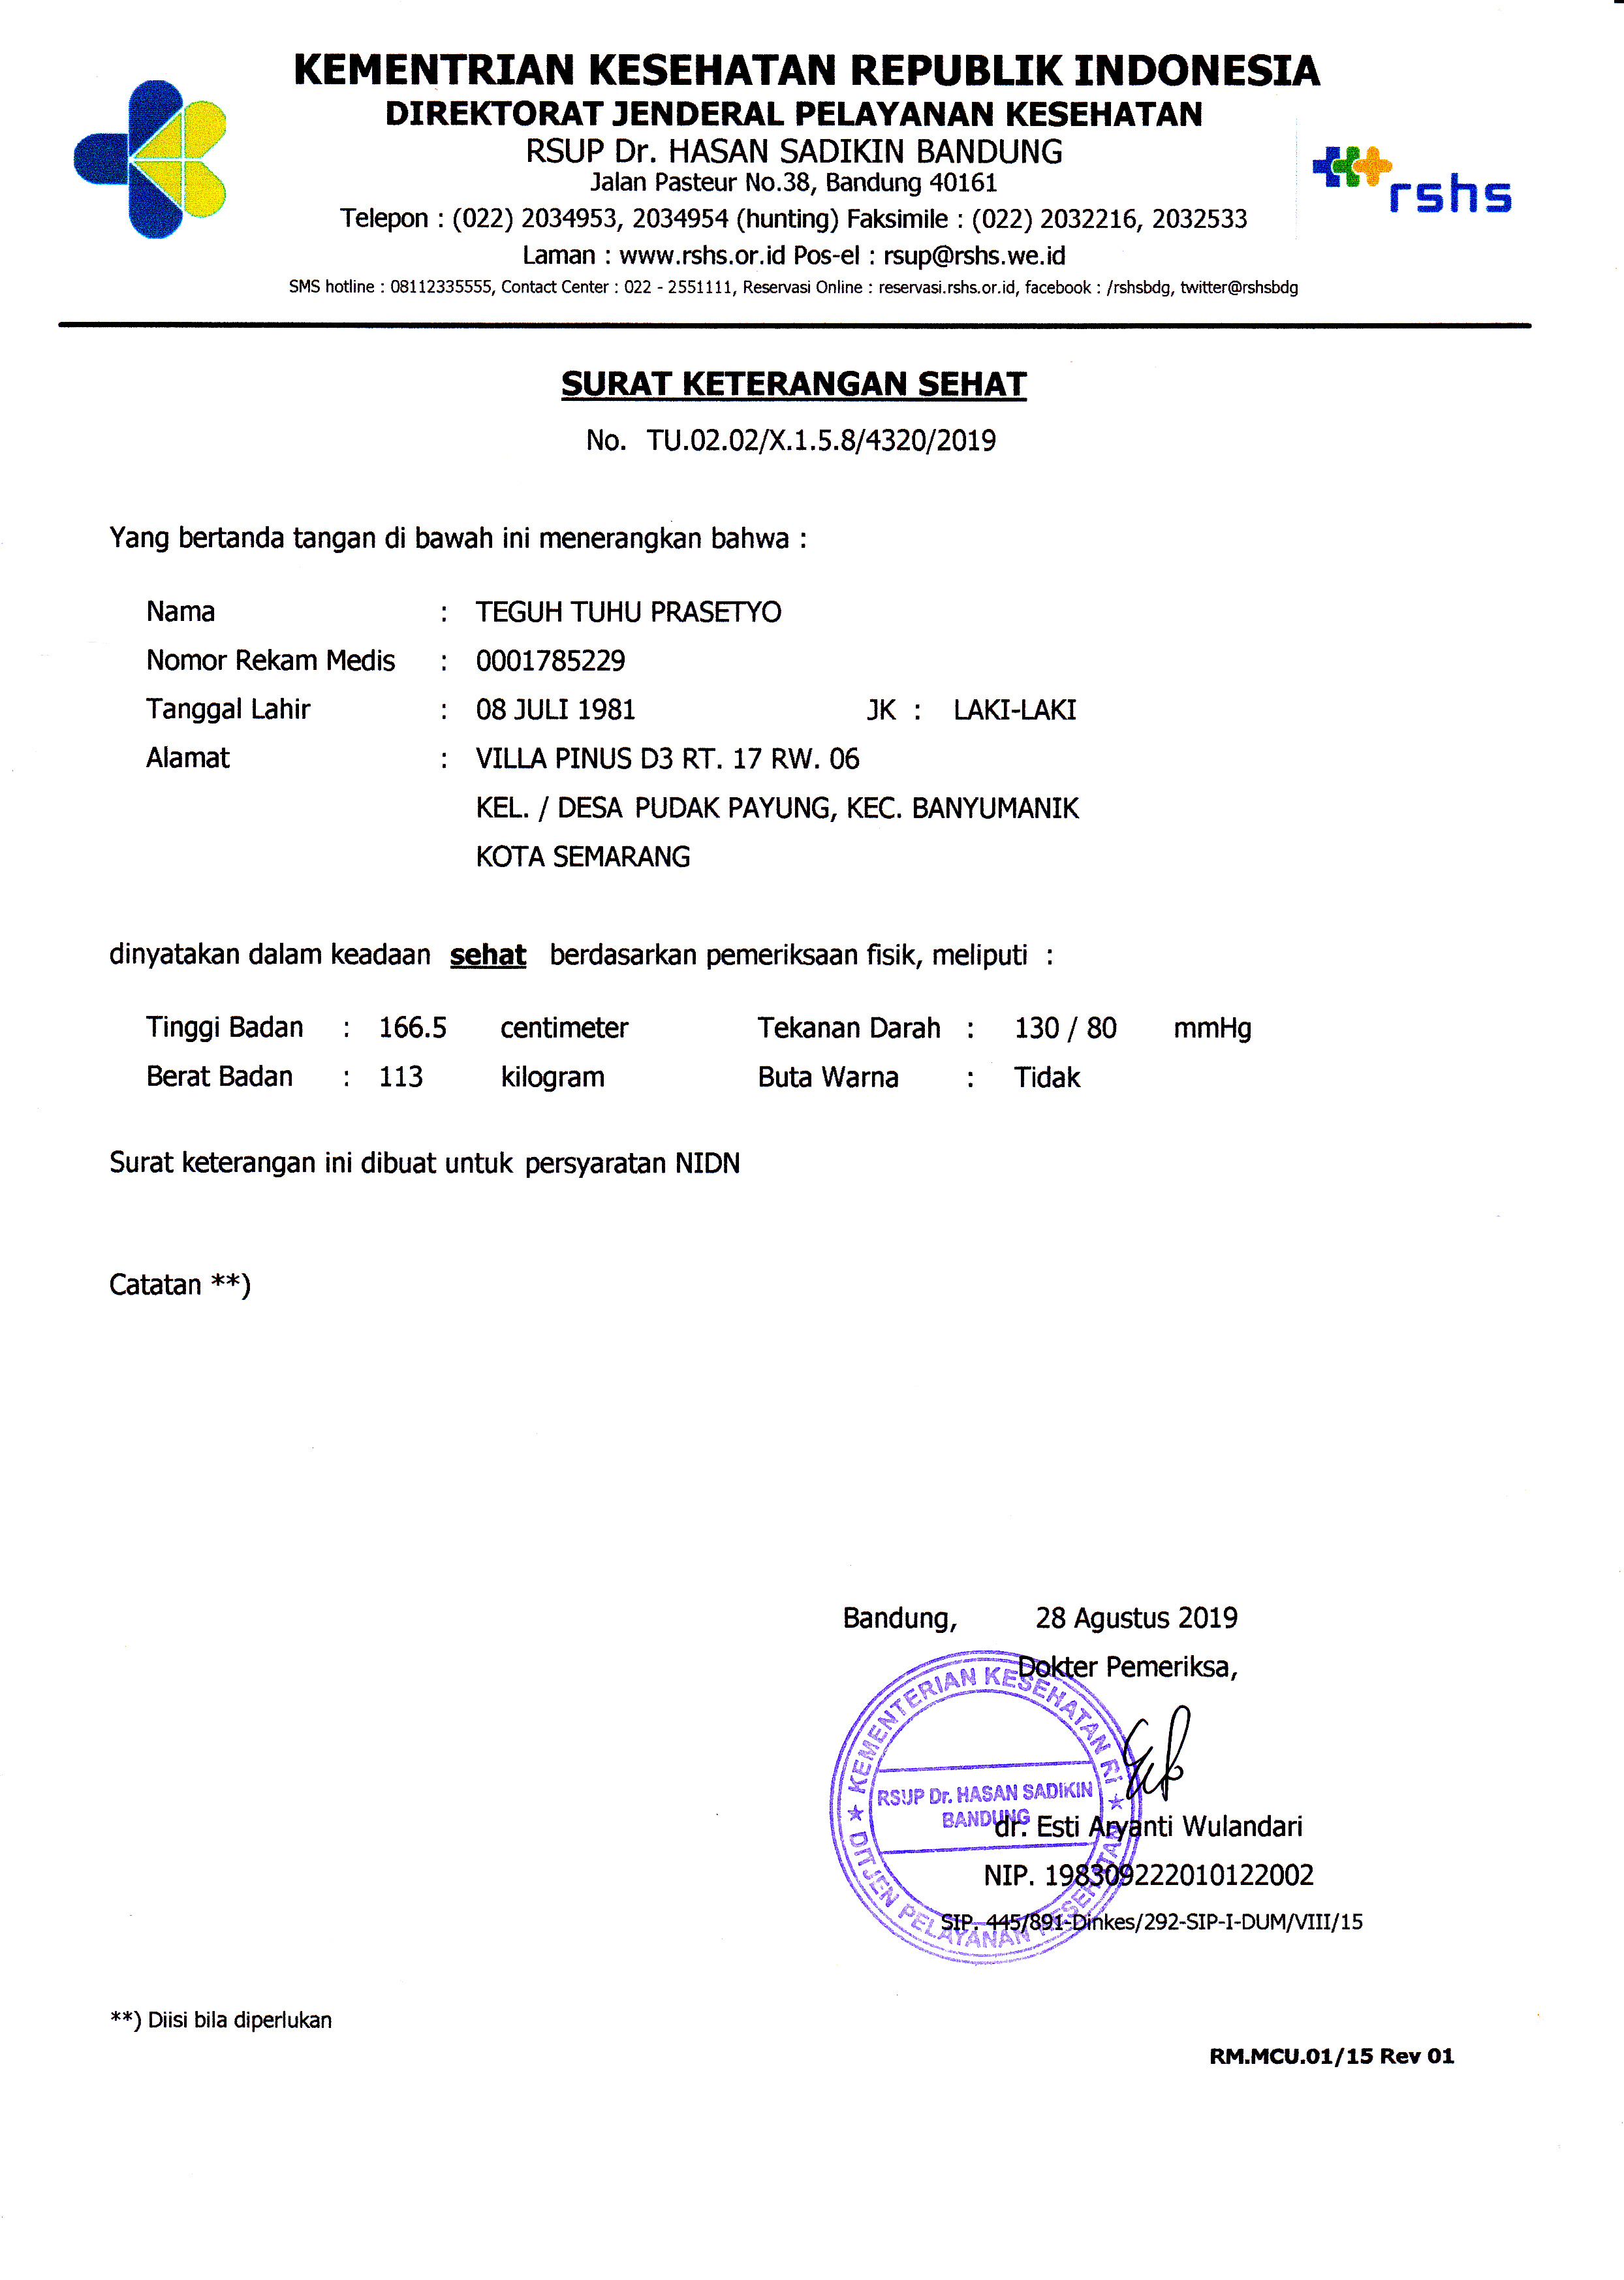 KEMENTRIAN KESEHATAN REPUBLIK INDONESIA
DIREKTORAT JENDERAL PELAYANAN KESEHATAN
RSUP Dr. HASAN SADIKIN BANDUNG
Jalan Pasteur No.38, Bandung 40161
rshs
Telepon : (022) 2034953, 2034954 (hunting) Faksimile : (022) 2032216, 2032533
Laman : www.rshs.or.id Pos-el : rsup@rshs.we.id
SMS hotline : 08112335555, Contact Center : 022 - 2551111, Reservasi Online : reservasi.rshs.or.id, facebook : /rshsbdg, twitter@rshsbdg
SURAT KETERANGAN SEHAT
No. TU.02.02/X.1.5.8/4320/2019
Yang bertanda tangan di bawah ini menerangkan bahwa :
Nama : TEGUH TUHU PRASETYO
Nomor Rekam Medis : 0001785229
Tanggal Lahir : 08 JULI 1981 JK : LAKI-LAKI
Alamat : VILLA PINUS D3 RT. 17 RW. 06
KEL. / DESA PUDAK PAYUNG, KEC. BANYUMANIK
KOTA SEMARANG
dinyatakan dalam keadaan sehat berdasarkan pemeriksaan fisik, meliputi :
Tinggi Badan : 166.5 centimeter Tekanan Darah : 130 / 80 mmHg
Berat Badan : 113 kilogram Buta Warna : Tidak
Surat keterangan ini dibuat untuk persyaratan NIDN
Catatan **)
Bandung, 28 Agustus 2019
Dokter Pemeriksa,
KEMENTERIAN KESEHATAN RI
RSUP Dr. HASAN SADIKIN
BANDUNG
DITJEN PELAYANAN KESEHATAN
dr. Esti Aryanti Wulandari
NIP. 198309222010122002
SIP. 445/891-Dinkes/292-SIP-I-DUM/VIII/15
**) Diisi bila diperlukan
RM.MCU.01/15 Rev 01